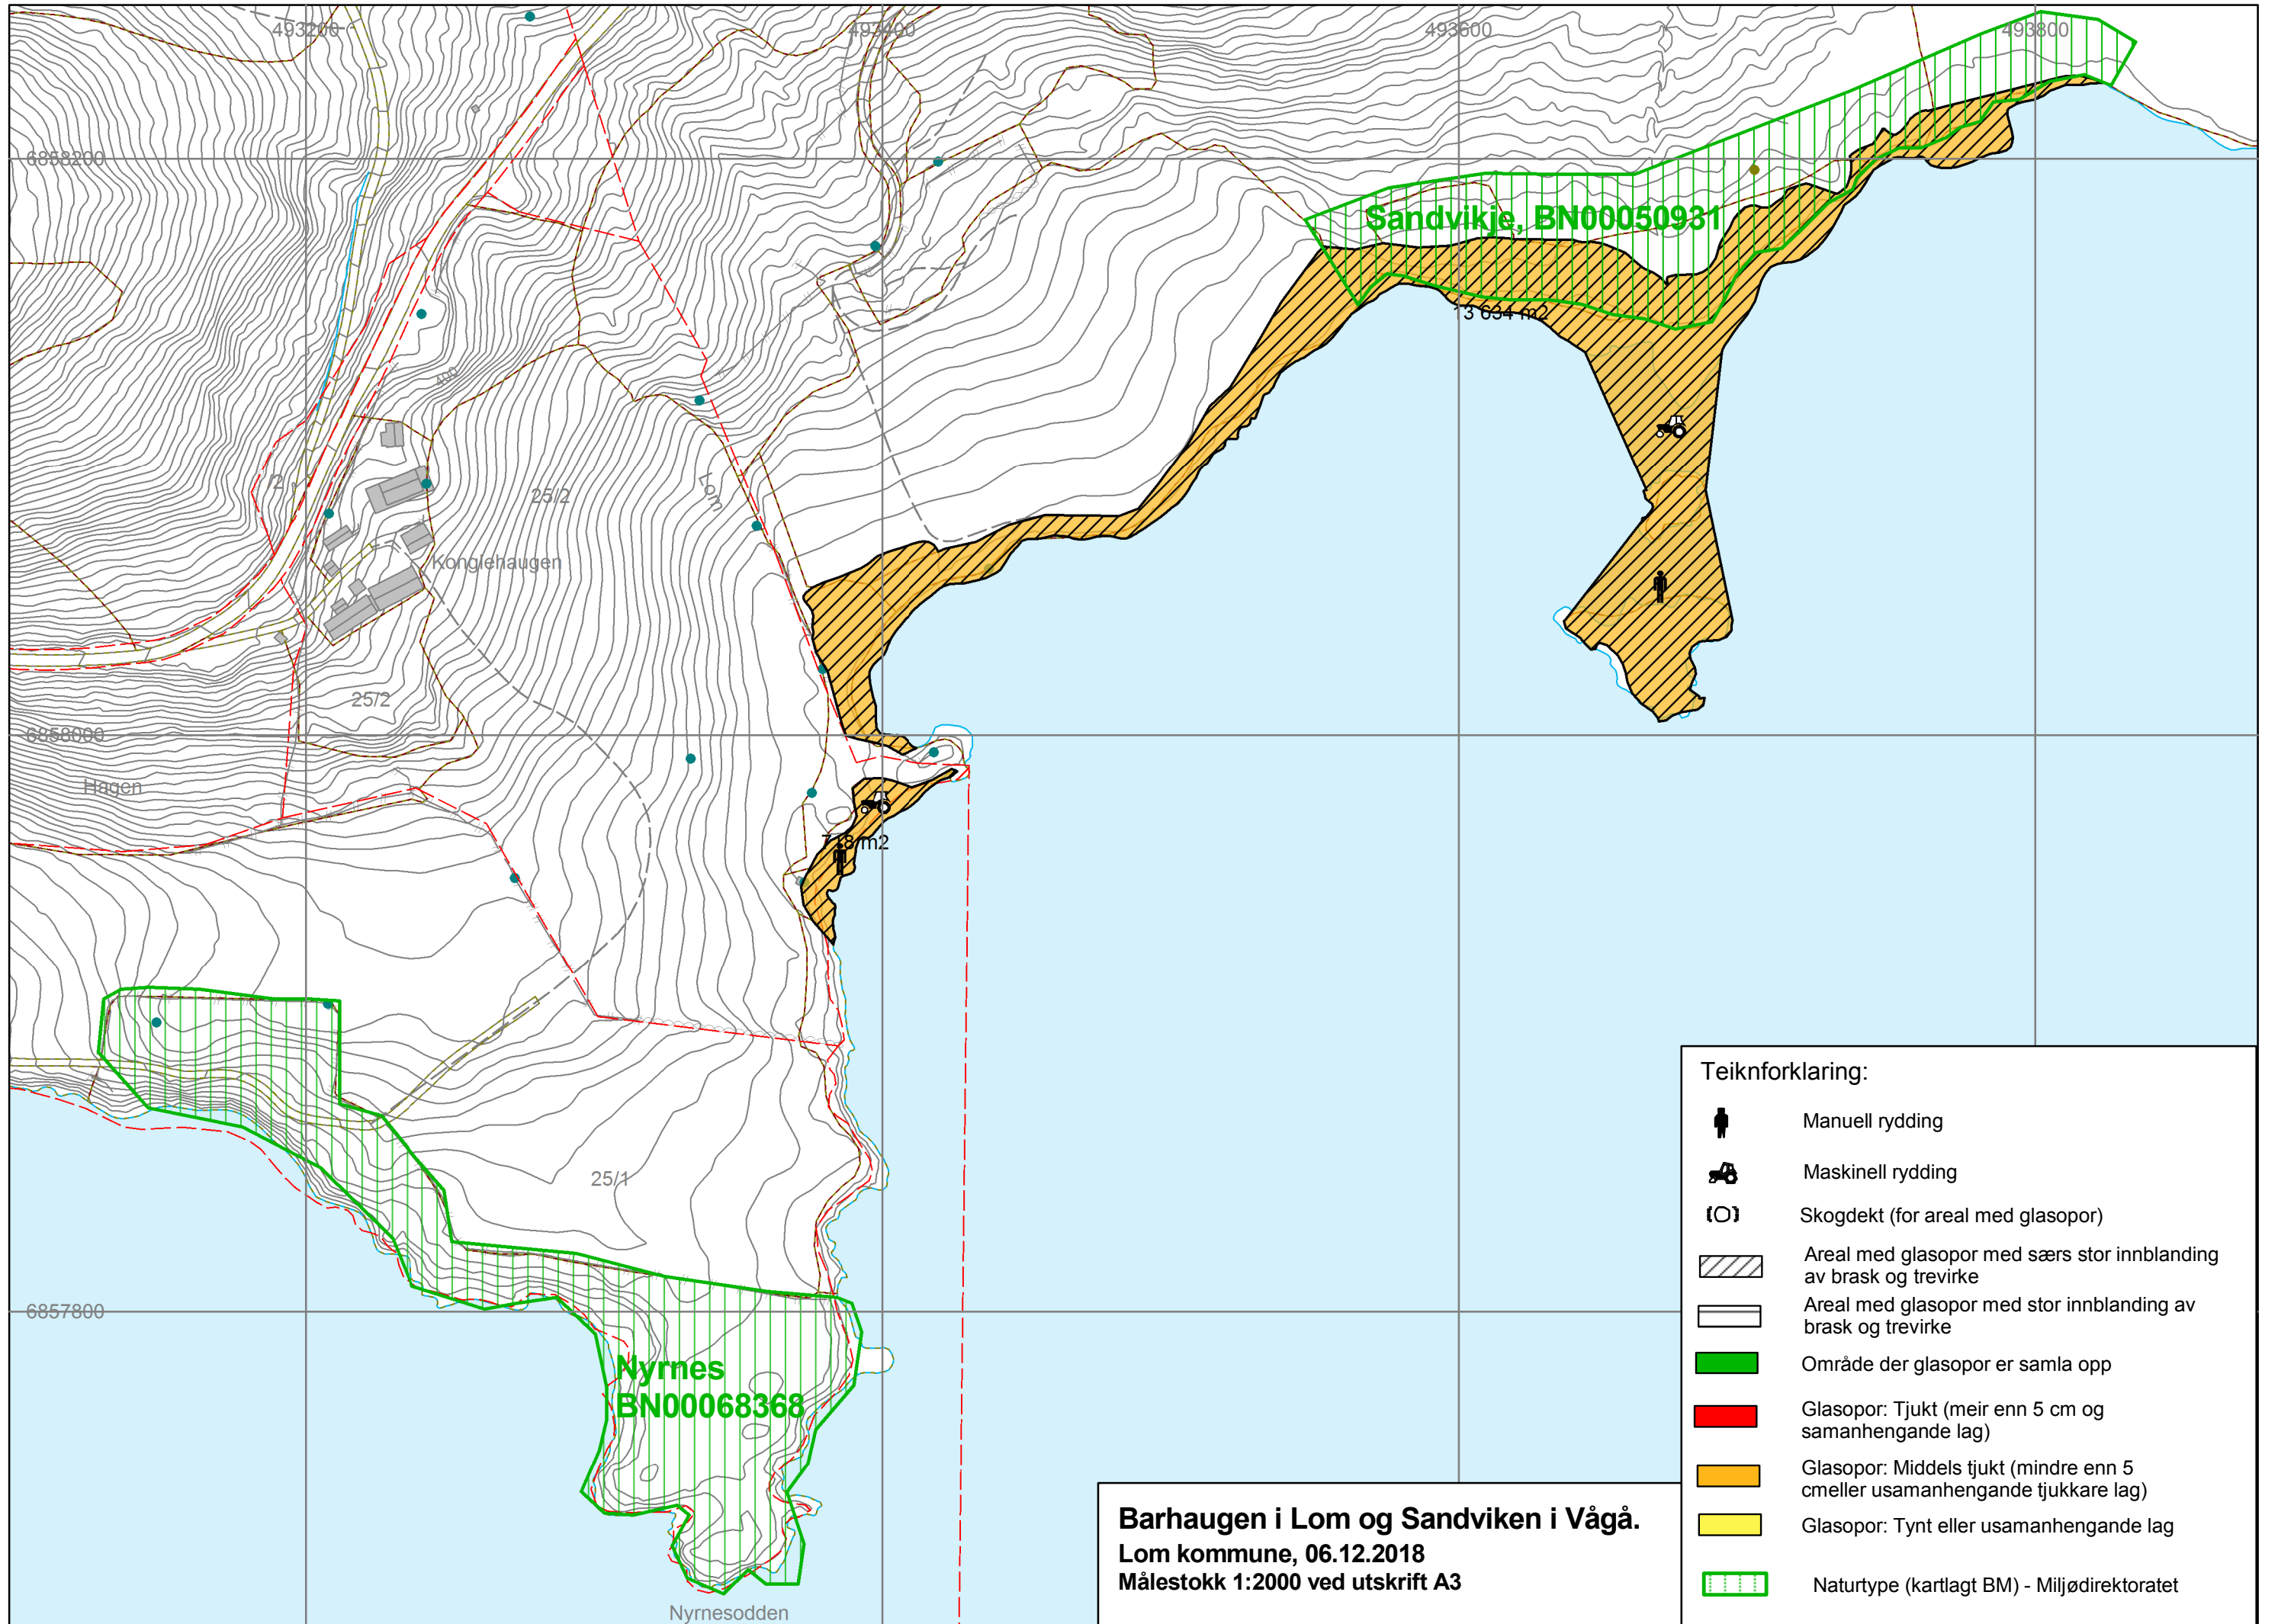 493200
493400
493600
493800
6858200
Sandvikje, BN00050931
13 634 m2
400
/2
25/2
Lom
Konglehaugen
25/2
6858000
Hagen
718 m2
25/1
6857800
Nyrnes
BN00068368
Nyrnesodden
Barhaugen i Lom og Sandviken i Vågå.
Lom kommune, 06.12.2018
Målestokk 1:2000 ved utskrift A3
Teiknforklaring:
Manuell rydding
Maskinell rydding
Skogdekt (for areal med glasopor)
Areal med glasopor med særs stor innblanding
av brask og trevirke
Areal med glasopor med stor innblanding av
brask og trevirke
Område der glasopor er samla opp
Glasopor: Tjukt (meir enn 5 cm og
samanhengande lag)
Glasopor: Middels tjukt (mindre enn 5
cmeller usamanhengande tjukkare lag)
Glasopor: Tynt eller usamanhengande lag
Naturtype (kartlagt BM) - Miljødirektoratet